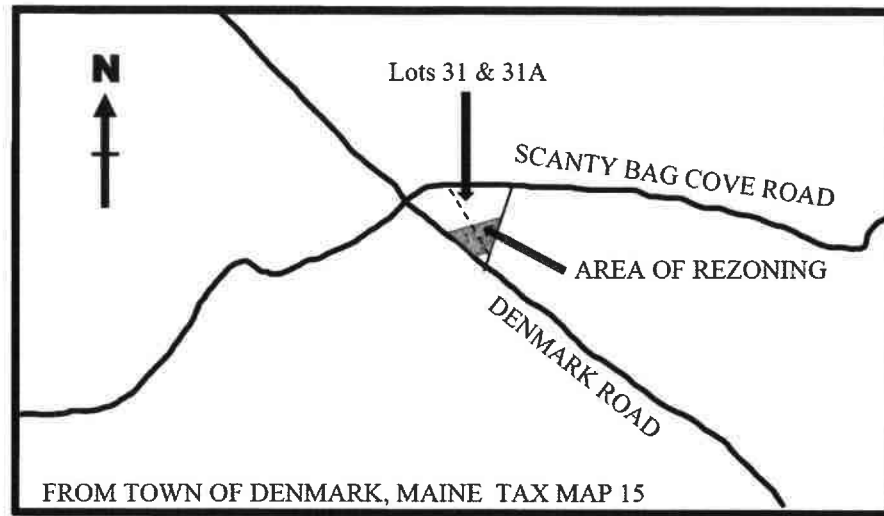 N
Lots 31 & 31A
SCANTY BAG COVE ROAD
AREA OF REZONING
DENMARK ROAD
FROM TOWN OF DENMARK, MAINE TAX MAP 15